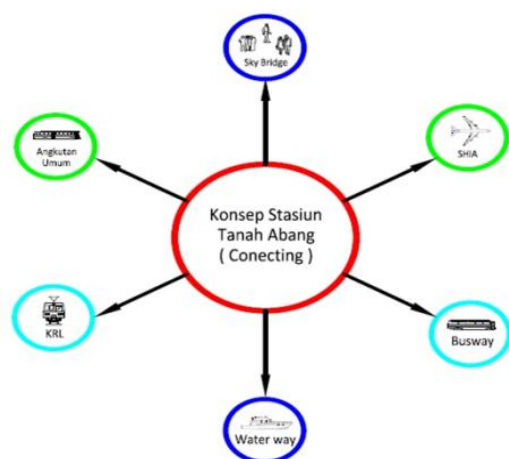 Sky Bridge
Angkutan
Umum
SHIA
Konsep Stasiun
Tanah Abang
( Conecting )
KRL
Busway
Water way